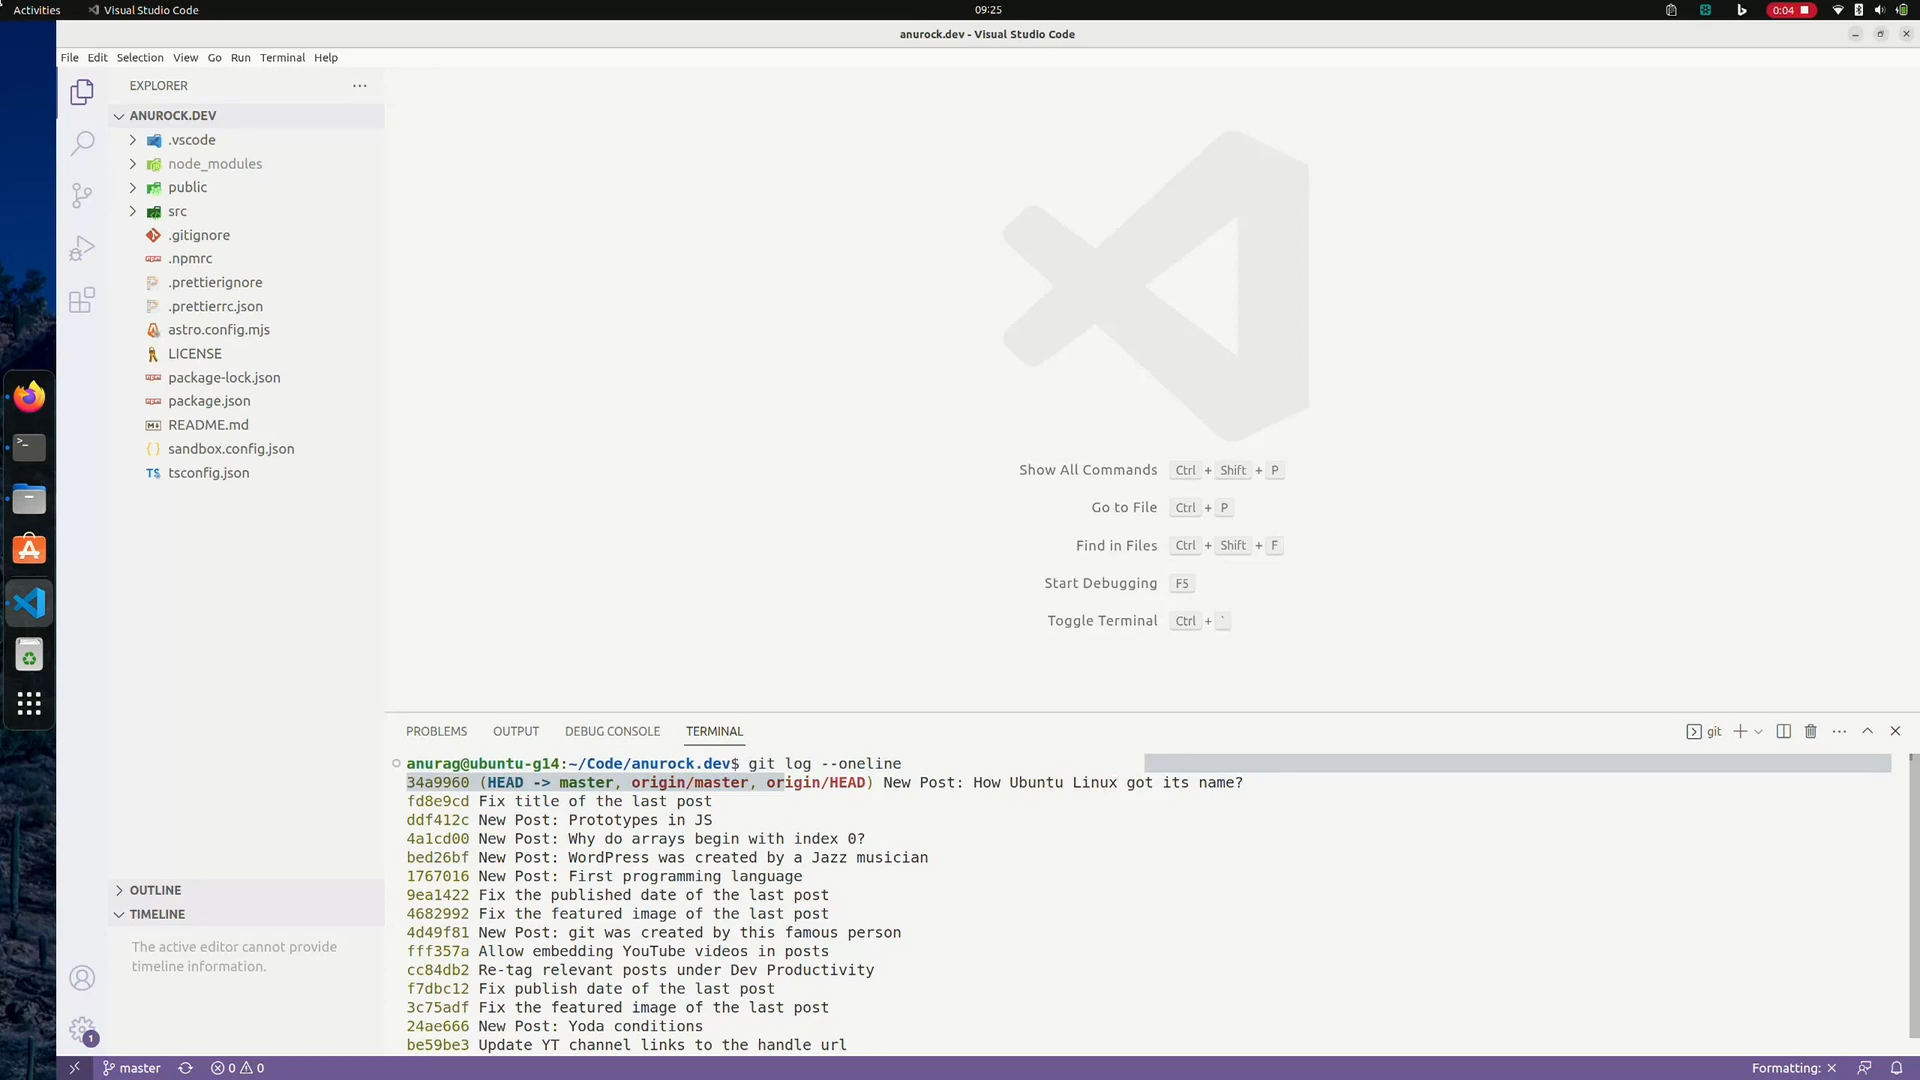 Activities
Visual Studio Code
09:25
0:04
anurock.dev - Visual Studio Code
File Edit Selection View Go Run Terminal Help
EXPLORER
ANUROCK.DEV
.vscode
node_modules
public
src
.gitignore
.npmrc
.prettierignore
.prettierrc.json
astro.config.mjs
LICENSE
package-lock.json
package.json
README.md
sandbox.config.json
TS tsconfig.json
Show All Commands Ctrl + Shift + P
Go to File Ctrl + P
Find in Files Ctrl + Shift + F
Start Debugging F5
Toggle Terminal Ctrl + `
PROBLEMS OUTPUT DEBUG CONSOLE TERMINAL
git
anurag@ubuntu-g14:~/Code/anurock.dev$ git log --oneline
34a9960 (HEAD -> master, origin/master, origin/HEAD) New Post: How Ubuntu Linux got its name?
fd8e9cd Fix title of the last post
ddf412c New Post: Prototypes in JS
4a1cd00 New Post: Why do arrays begin with index 0?
bed26bf New Post: WordPress was created by a Jazz musician
1767016 New Post: First programming language
9ea1422 Fix the published date of the last post
4682992 Fix the featured image of the last post
4d49f81 New Post: git was created by this famous person
fff357a Allow embedding YouTube videos in posts
cc84db2 Re-tag relevant posts under Dev Productivity
f7dbc12 Fix publish date of the last post
3c75adf Fix the featured image of the last post
24ae666 New Post: Yoda conditions
be59be3 Update YT channel links to the handle url
OUTLINE
TIMELINE
The active editor cannot provide
timeline information.
1
master
0 0
Formatting: ×